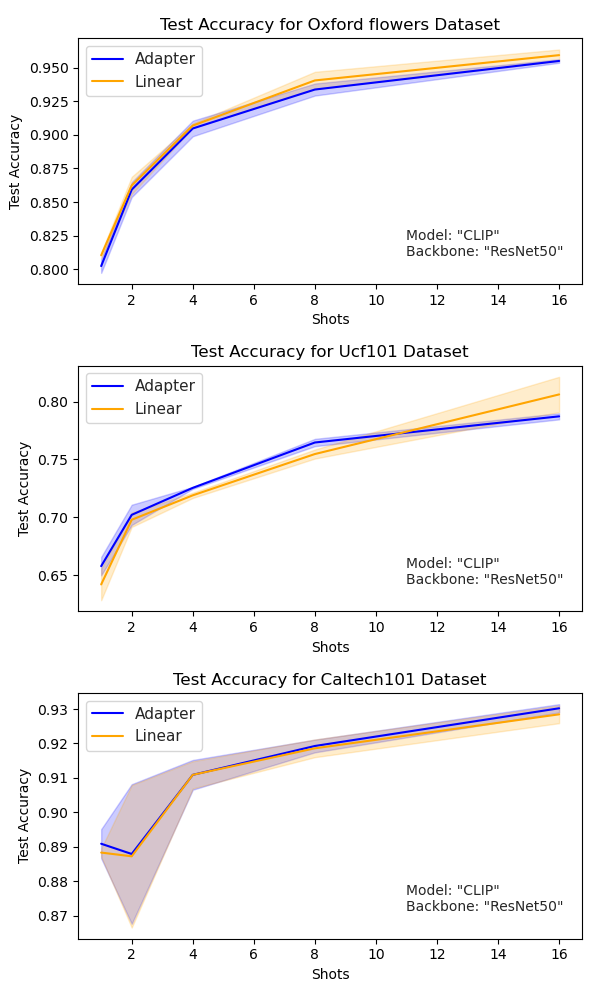 Test Accuracy for Oxford flowers Dataset
Adapter
Linear
0.950
0.925
0.900
0.875
0.850
0.825
0.800
Test Accuracy
Model: "CLIP"
Backbone: "ResNet50"
2 4 6 8 10 12 14 16
Shots
Test Accuracy for Ucf101 Dataset
Adapter
Linear
0.80
0.75
0.70
0.65
Test Accuracy
Model: "CLIP"
Backbone: "ResNet50"
2 4 6 8 10 12 14 16
Shots
Test Accuracy for Caltech101 Dataset
Adapter
Linear
0.93
0.92
0.91
0.90
0.89
0.88
0.87
Test Accuracy
Model: "CLIP"
Backbone: "ResNet50"
2 4 6 8 10 12 14 16
Shots